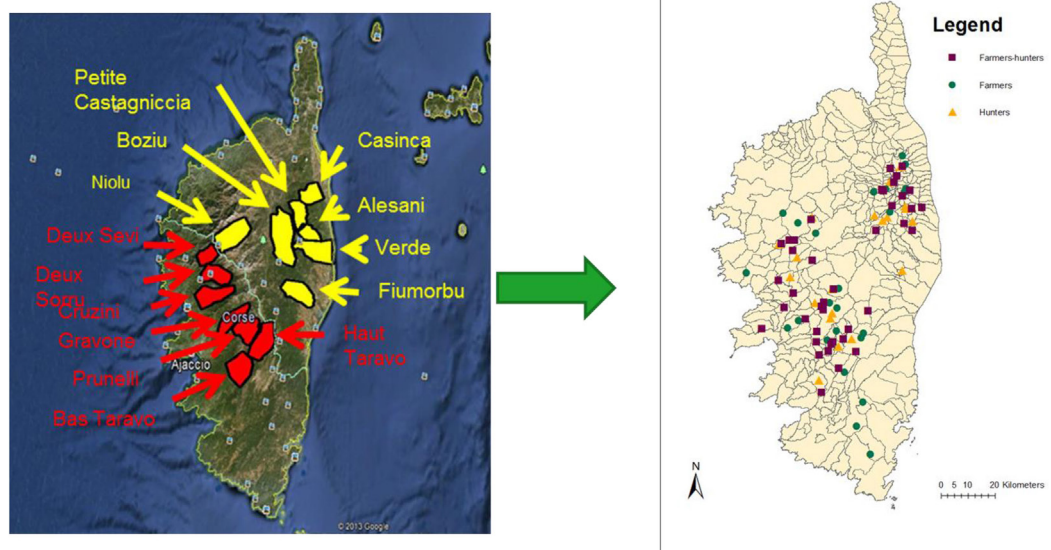 Petite
Castagniccia
Boziu
Casinca
Niolu
Alesani
Deux Sevi
Verde
Deux
Sorru
Fiumorbu
Cruzini
Corse
Gravone
Haut
Taravo
Ajaccio
Prunelli
Bas Taravo
© 2013 Google
Legend
Farmers-hunters
Farmers
Hunters
N
0 5 10 20 Kilometers